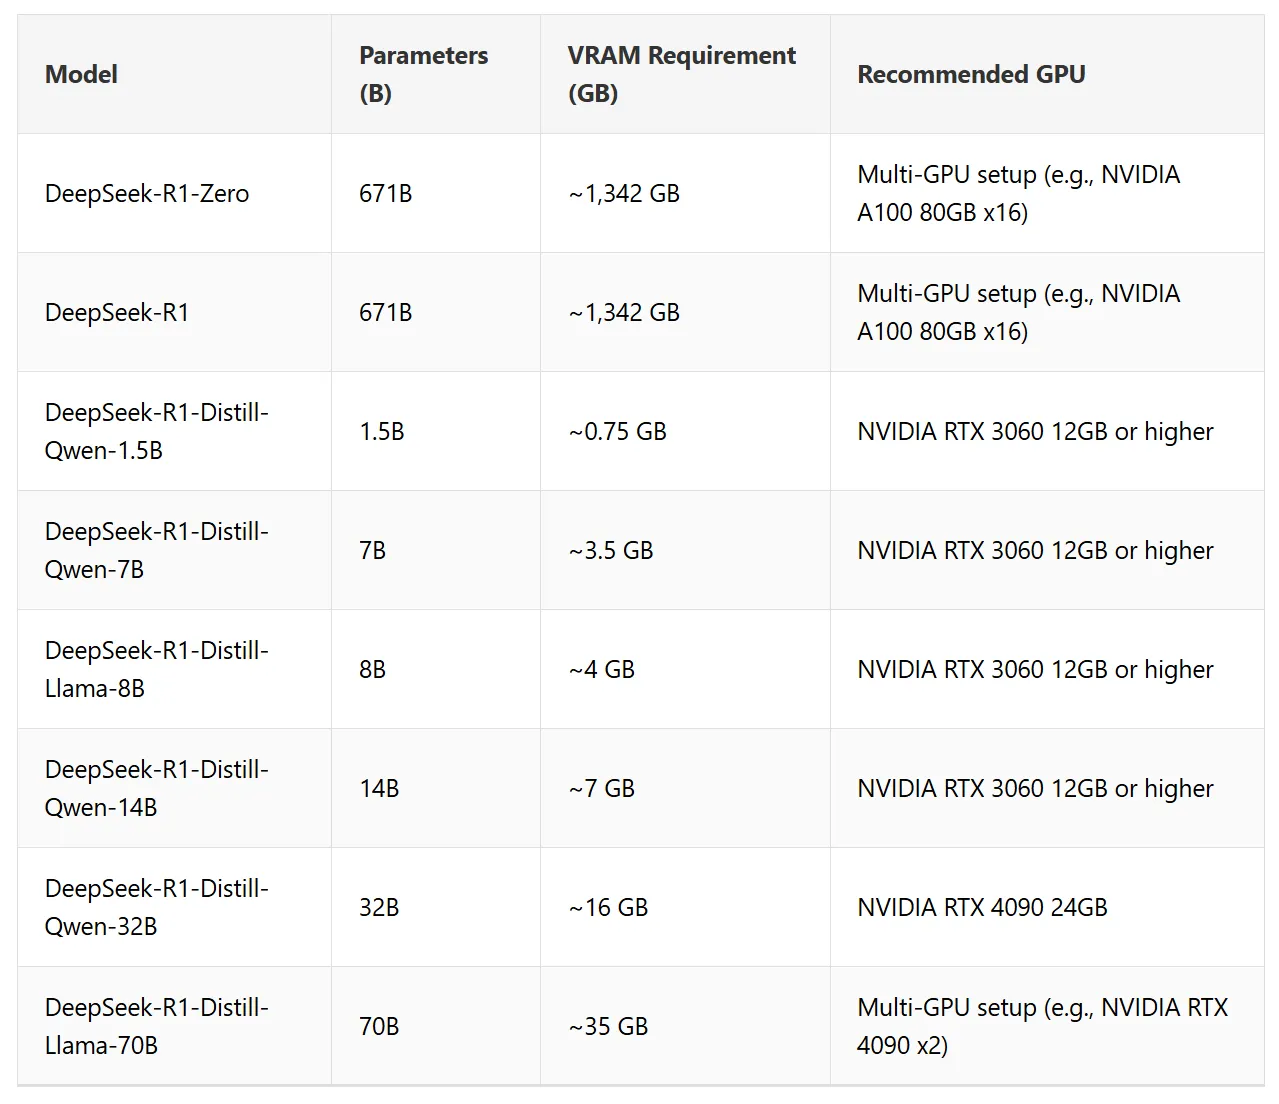 Model
Parameters
(B)
VRAM Requirement
(GB)
Recommended GPU
DeepSeek-R1-Zero
671B
~1,342 GB
Multi-GPU setup (e.g., NVIDIA
A100 80GB x16)
DeepSeek-R1
671B
~1,342 GB
Multi-GPU setup (e.g., NVIDIA
A100 80GB x16)
DeepSeek-R1-Distill-
Qwen-1.5B
1.5B
~0.75 GB
NVIDIA RTX 3060 12GB or higher
DeepSeek-R1-Distill-
Qwen-7B
7B
~3.5 GB
NVIDIA RTX 3060 12GB or higher
DeepSeek-R1-Distill-
Llama-8B
8B
~4 GB
NVIDIA RTX 3060 12GB or higher
DeepSeek-R1-Distill-
Qwen-14B
14B
~7 GB
NVIDIA RTX 3060 12GB or higher
DeepSeek-R1-Distill-
Qwen-32B
32B
~16 GB
NVIDIA RTX 4090 24GB
DeepSeek-R1-Distill-
Llama-70B
70B
~35 GB
Multi-GPU setup (e.g., NVIDIA RTX
4090 x2)